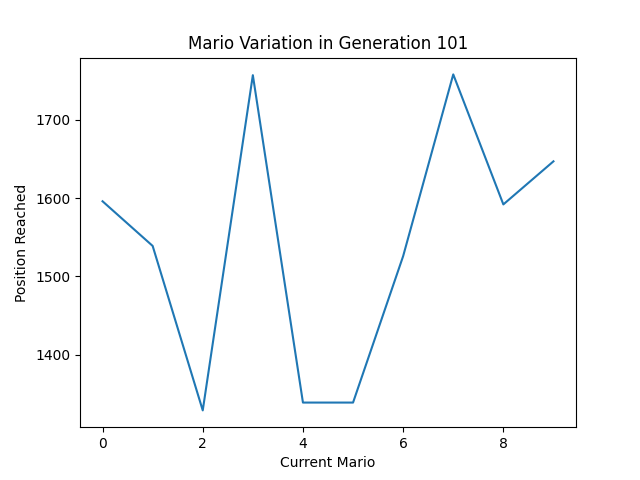 Mario Variation in Generation 101
Position Reached
1700
1600
1500
1400
0 2 4 6 8
Current Mario